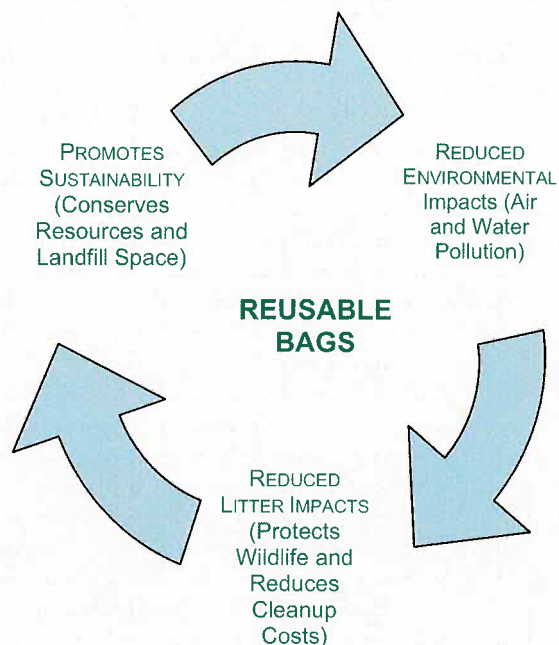 PROMOTES
SUSTAINABILITY
(Conserves
Resources and
Landfill Space)
REDUCED
ENVIRONMENTAL
Impacts (Air
and Water
Pollution)
REUSABLE
BAGS
REDUCED
LITTER IMPACTS
(Protects
Wildlife and
Reduces
Cleanup
Costs)